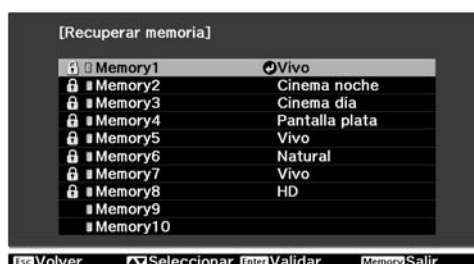 [Recuperar memoria]
Memory1 Vivo
Memory2 Cinema noche
Memory3 Cinema día
Memory4 Pantalla plata
Memory5 Vivo
Memory6 Natural
Memory7 Vivo
Memory8 HD
Memory9
Memory10
Esc Volver Seleccionar Enter Validar Memory Salir